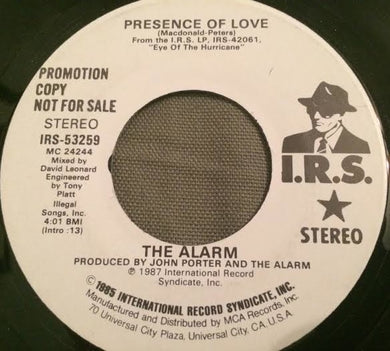 PRESENCE OF LOVE
(Macdonald-Peters)
From the I.R.S. LP, IRS-42061,
"Eye Of The Hurricane"
PROMOTION
COPY
NOT FOR SALE
STEREO
IRS-53259
MC 24244
Mixed by
David Leonard
Engineered
by Tony
Platt
Illegal
Songs, Inc.
4:01 BMI
(Intro :13)
I.R.S.
STEREO
THE ALARM
PRODUCED BY JOHN PORTER AND THE ALARM
℗ 1987 International Record
Syndicate, Inc.
© 1985 INTERNATIONAL RECORD SYNDICATE, INC.
Manufactured and Distributed by MCA Records, Inc.
70 Universal City Plaza, Universal City, CA. U.S.A